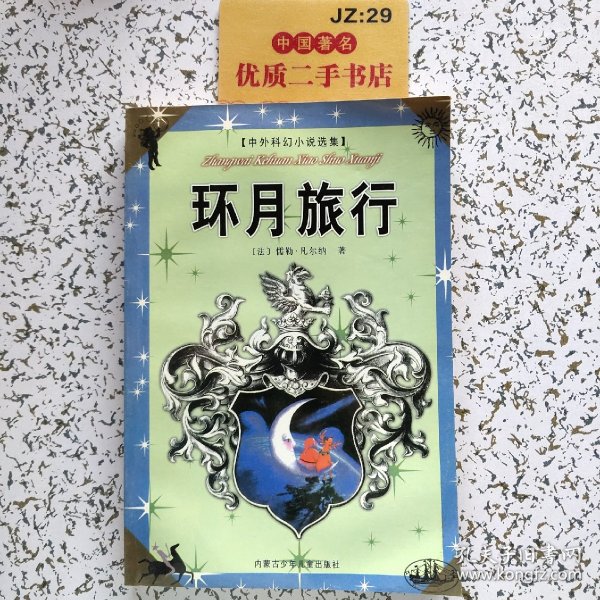 JZ:29
中国著名
优质二手书店
【中外科幻小说选集】
Zhongwai Kehuan Xiao Shuo Xuanji
环月旅行
〔法〕儒勒·凡尔纳 著
内蒙古少年儿童出版社
孔夫子旧书网
www.kongfz.com